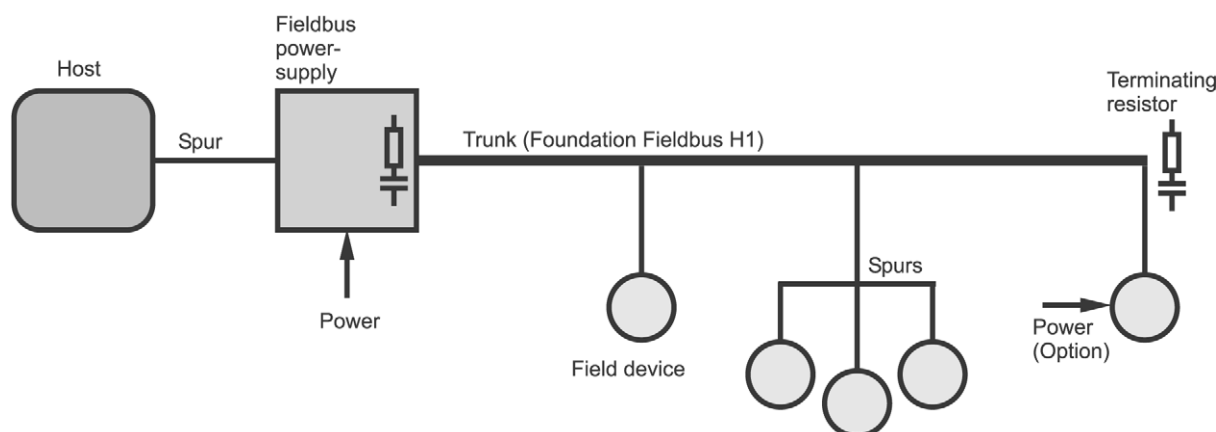 Host
Spur
Fieldbus
power-
supply
Power
Trunk (Foundation Fieldbus H1)
Field device
Spurs
Power
(Option)
Terminating
resistor